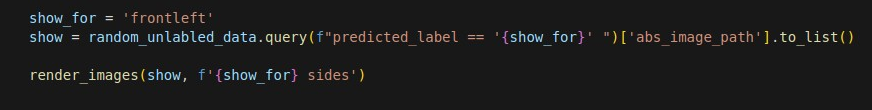 show_for = 'frontleft'
show = random_unlabled_data.query(f"predicted_label == '{show_for}' ")['abs_image_path'].to_list()
render_images(show, f'{show_for} sides')